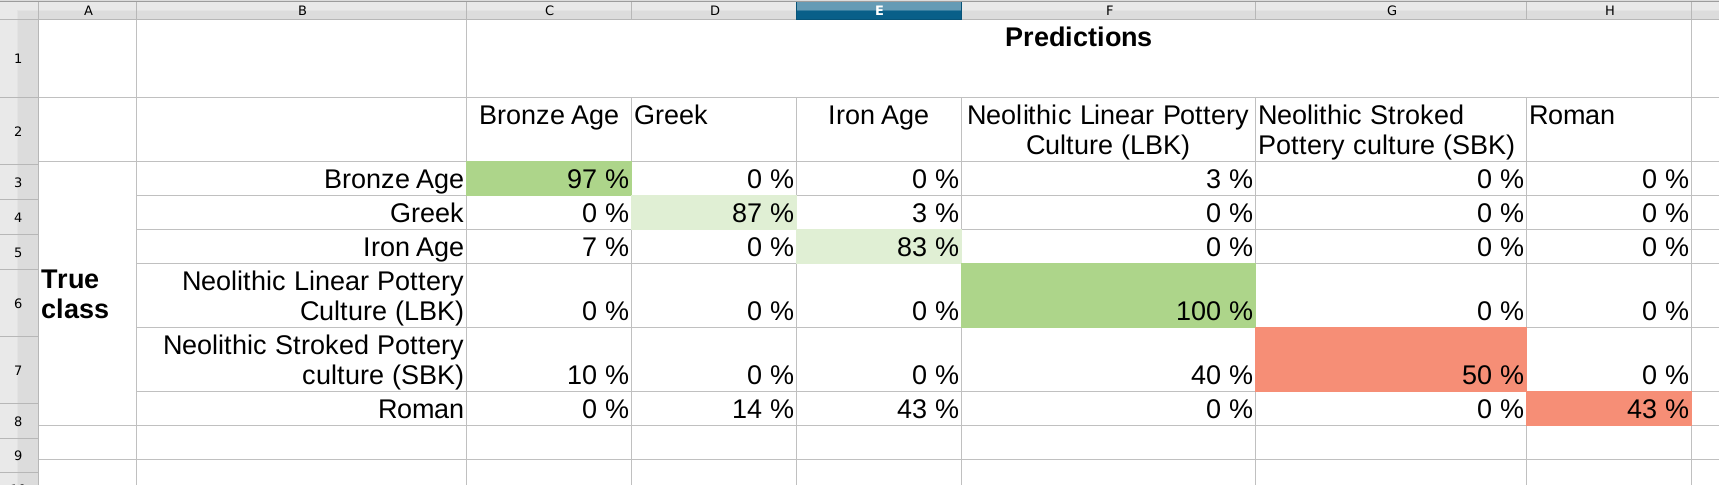 A B C D E F G H
1 Predictions
2 Bronze Age Greek Iron Age Neolithic Linear Pottery Neolithic Stroked Roman
Culture (LBK) Pottery culture (SBK)
3 Bronze Age 97 % 0 % 0 % 3 % 0 % 0 %
4 Greek 0 % 87 % 3 % 0 % 0 % 0 %
5 Iron Age 7 % 0 % 83 % 0 % 0 % 0 %
True class
Neolithic Linear Pottery
6 Culture (LBK) 0 % 0 % 0 % 100 % 0 % 0 %
Neolithic Stroked Pottery
7 culture (SBK) 10 % 0 % 0 % 40 % 50 % 0 %
8 Roman 0 % 14 % 43 % 0 % 0 % 43 %
9